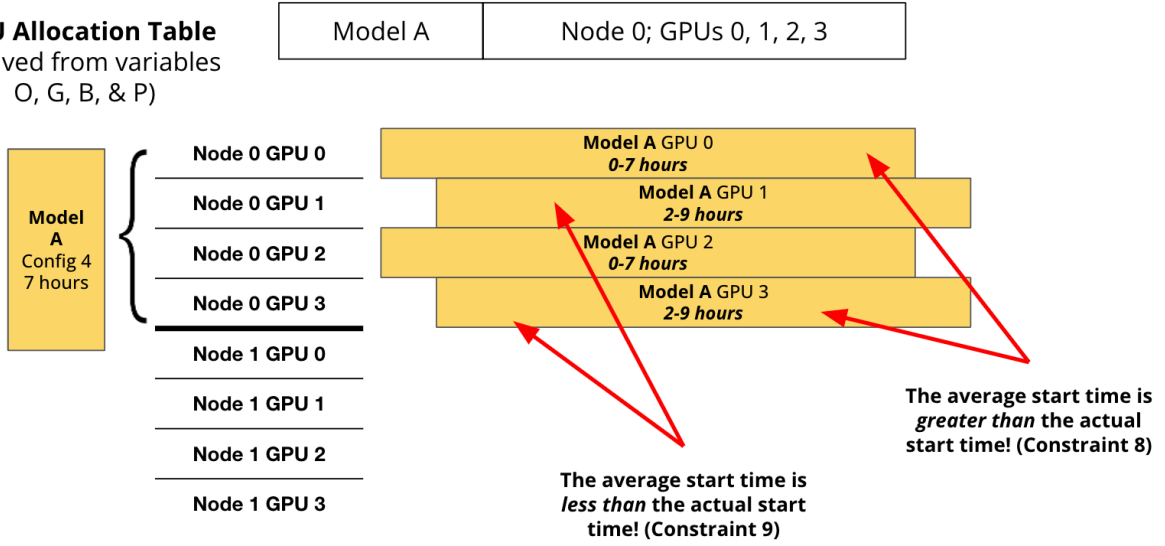 U Allocation Table
ved from variables
O, G, B, & P)
Model A
Node 0; GPUs 0, 1, 2, 3
Model
A
Config 4
7 hours
Node 0 GPU 0
Node 0 GPU 1
Node 0 GPU 2
Node 0 GPU 3
Node 1 GPU 0
Node 1 GPU 1
Node 1 GPU 2
Node 1 GPU 3
Model A GPU 0
0-7 hours
Model A GPU 1
2-9 hours
Model A GPU 2
0-7 hours
Model A GPU 3
2-9 hours
The average start time is
greater than the actual
start time! (Constraint 8)
The average start time is
less than the actual start
time! (Constraint 9)